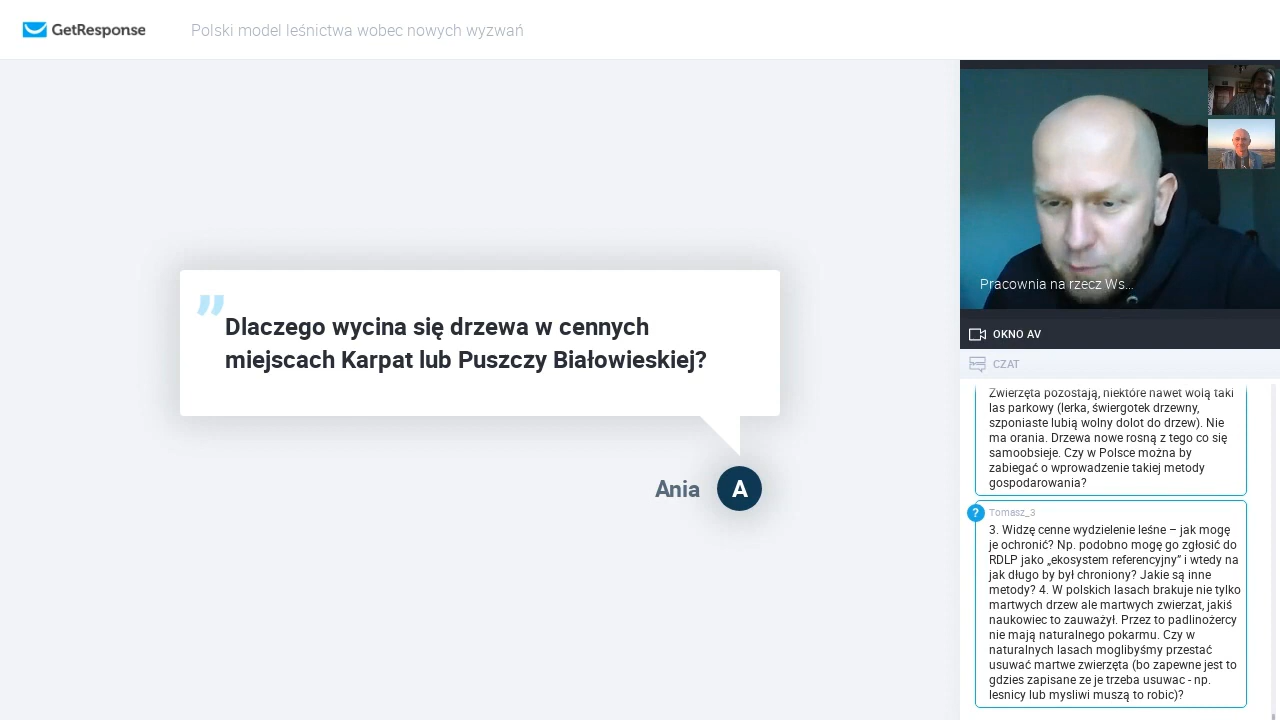 GetResponse
Polski model leśnictwa wobec nowych wyzwań
Dlaczego wycina się drzewa w cennych
miejscach Karpat lub Puszczy Białowieskiej?
Ania
A
Pracownia na rzecz Ws...
OKNO AV
CZAT
Zwierzęta pozostają, niektóre nawet wolą taki
las parkowy (lerka, świergotek drzewny,
szponiaste lubią wolny dolot do drzew). Nie
ma orania. Drzewa nowe rosną z tego co się
samoobsieje. Czy w Polsce można by
zabiegać o wprowadzenie takiej metody
gospodarowania?
?
Tomasz_3
3. Widzę cenne wydzielenie leśne – jak mogę
je ochronić? Np. podobno mogę go zgłosić do
RDLP jako „ekosystem referencyjny” i wtedy na
jak długo by był chroniony? Jakie są inne
metody? 4. W polskich lasach brakuje nie tylko
martwych drzew ale martwych zwierzat, jakiś
naukowiec to zauważył. Przez to padlinożercy
nie mają naturalnego pokarmu. Czy w
naturalnych lasach moglibyśmy przestać
usuwać martwe zwierzęta (bo zapewne jest to
gdzies zapisane ze je trzeba usuwac - np.
lesnicy lub mysliwi muszą to robic)?